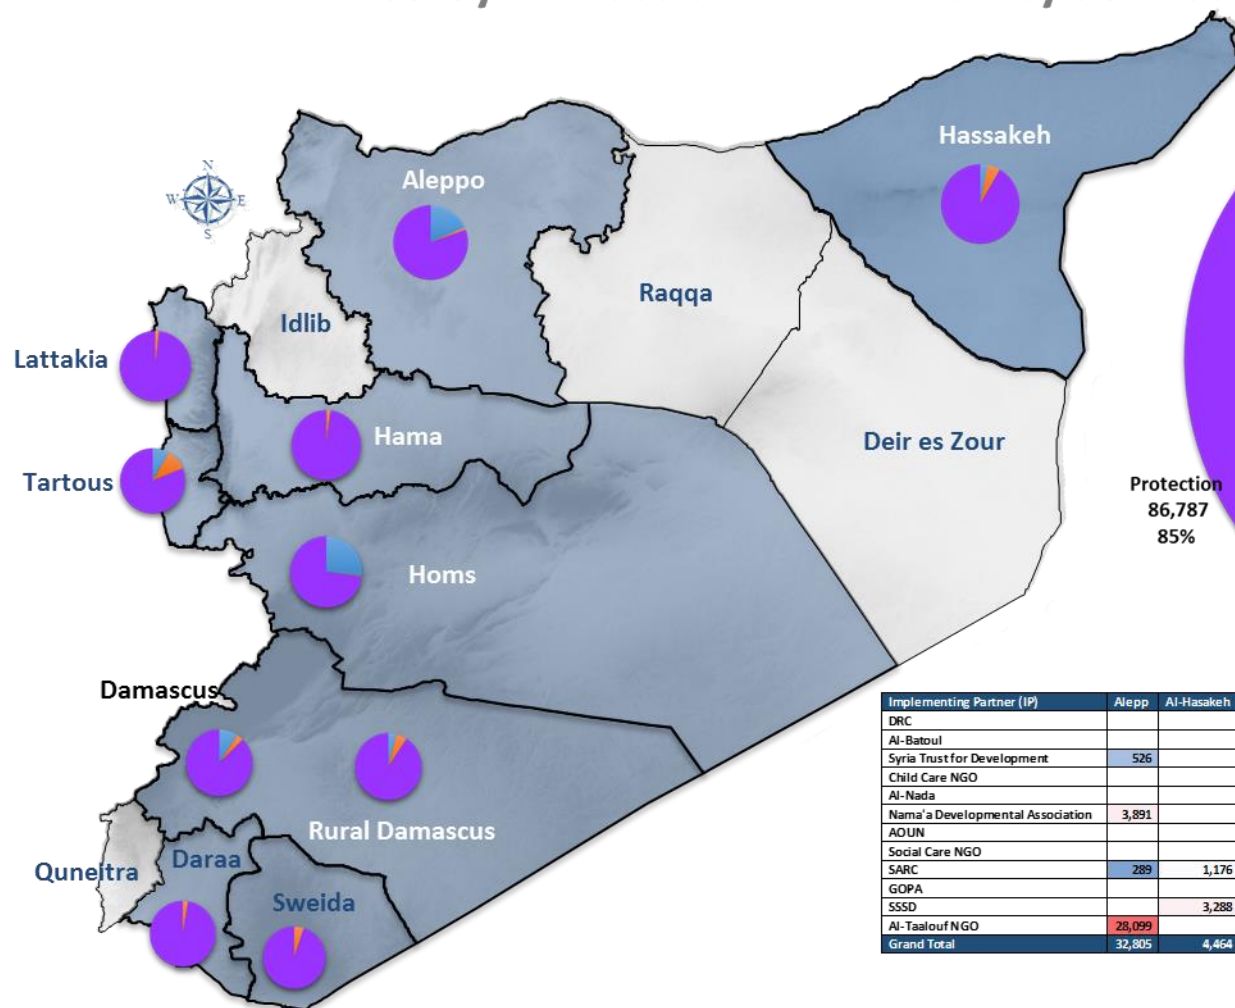 N
W E
S
Hassakeh
Aleppo
Raqqa
Idlib
Lattakia
Hama
Deir es Zour
Tartous
Protection
86,787
85%
Homs
Damascus
Rural Damascus
Quneitra
Daraa
Sweida
Implementing Partner (IP) Alepp Al-Hasakeh
DRC
Al-Batoul
Syria Trust for Development 526
Child Care NGO
Al-Nada
Nama'a Developmental Association 3,891
AOUN
Social Care NGO
SARC 289 1,176
GOPA
SSSD 3,288
Al-Taalouf NGO 28,099
Grand Total 32,805 4,464